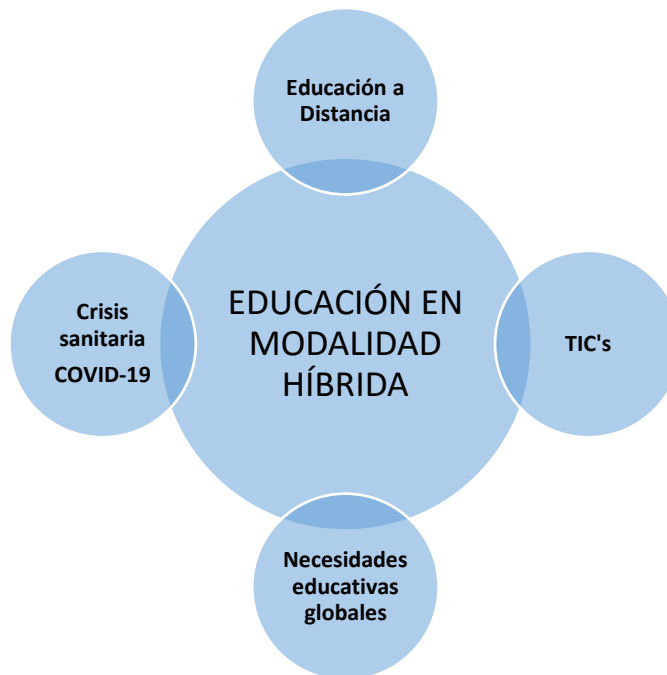 Educación a
Distancia
Crisis
sanitaria
COVID-19
EDUCACIÓN EN
MODALIDAD
HÍBRIDA
TIC's
Necesidades
educativas
globales